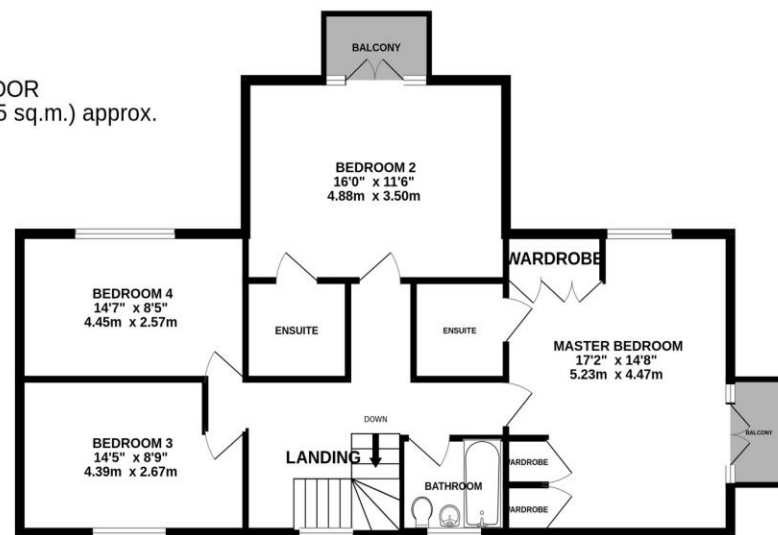 OOR
5 sq.m.) approx.
BALCONY
BEDROOM 2
16'0" x 11'6"
4.88m x 3.50m
WARDROBE
BEDROOM 4
14'7" x 8'5"
4.45m x 2.57m
ENSUITE
ENSUITE
MASTER BEDROOM
17'2" x 14'8"
5.23m x 4.47m
DOWN
BALCONY
BEDROOM 3
14'5" x 8'9"
4.39m x 2.67m
LANDING
BATHROOM
WARDROBE
WARDROBE